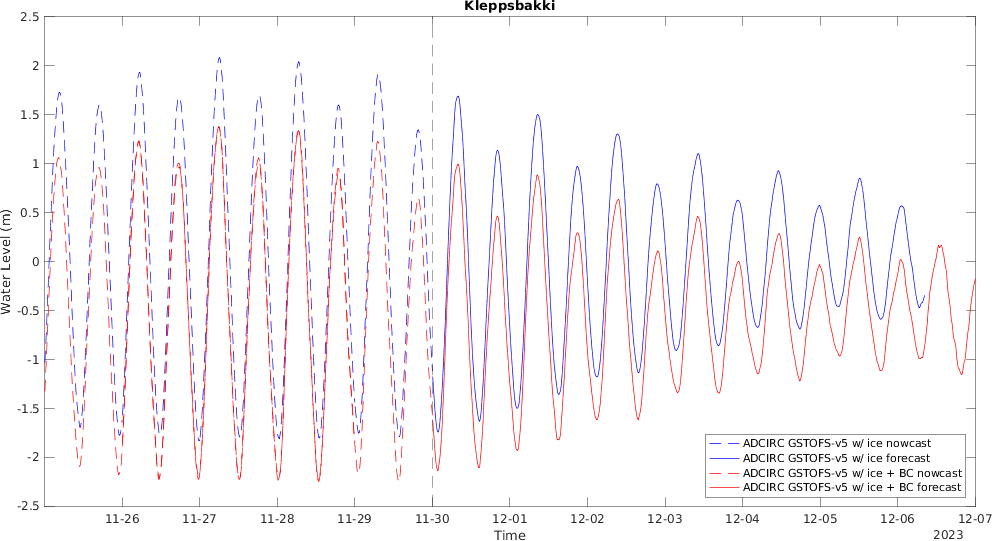 Kleppsbakki
2.5
2
1.5
1
0.5
0
-0.5
-1
-1.5
-2
-2.5
Water Level (m)
11-26 11-27 11-28 11-29 11-30 12-01 12-02 12-03 12-04 12-05 12-06 12-07
Time
2023
ADCIRC GSTOFS-v5 w/ ice nowcast
ADCIRC GSTOFS-v5 w/ ice forecast
ADCIRC GSTOFS-v5 w/ ice + BC nowcast
ADCIRC GSTOFS-v5 w/ ice + BC forecast